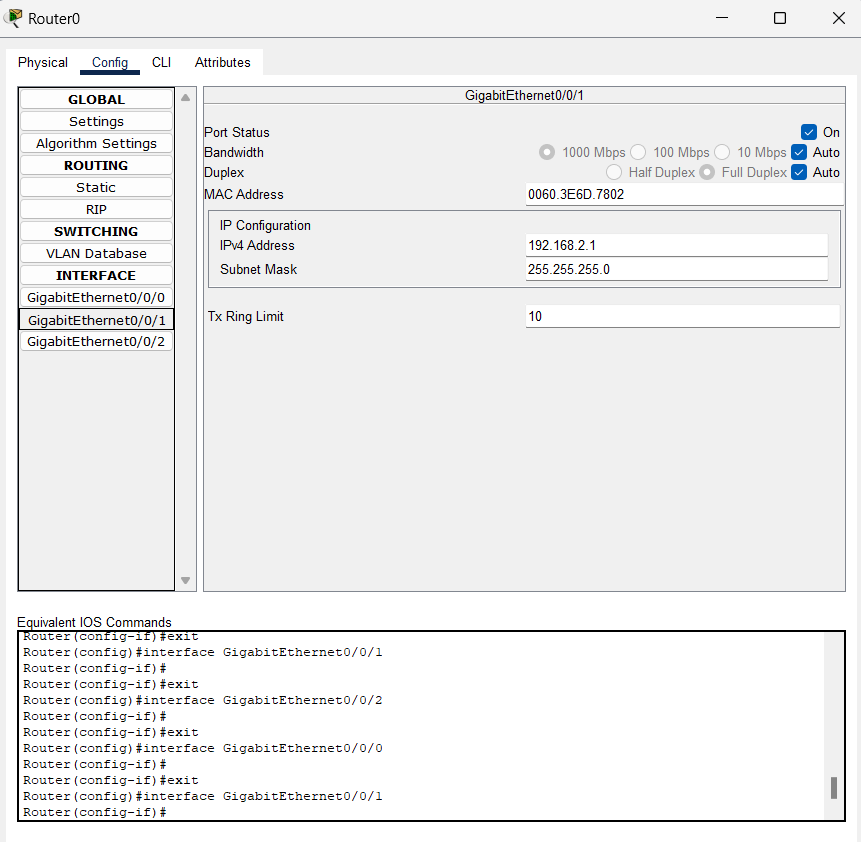 Router0
Physical Config CLI Attributes
GLOBAL
Settings
Algorithm Settings
ROUTING
Static
RIP
SWITCHING
VLAN Database
INTERFACE
GigabitEthernet0/0/0
GigabitEthernet0/0/1
GigabitEthernet0/0/2
GigabitEthernet0/0/1
Port Status On
Bandwidth 1000 Mbps 100 Mbps 10 Mbps Auto
Duplex Half Duplex Full Duplex Auto
MAC Address 0060.3E6D.7802
IP Configuration
IPv4 Address 192.168.2.1
Subnet Mask 255.255.255.0
Tx Ring Limit 10
Equivalent IOS Commands
Router(config-if)#exit
Router(config)#interface GigabitEthernet0/0/1
Router(config-if)#
Router(config-if)#exit
Router(config)#interface GigabitEthernet0/0/2
Router(config-if)#
Router(config-if)#exit
Router(config)#interface GigabitEthernet0/0/0
Router(config-if)#
Router(config-if)#exit
Router(config)#interface GigabitEthernet0/0/1
Router(config-if)#